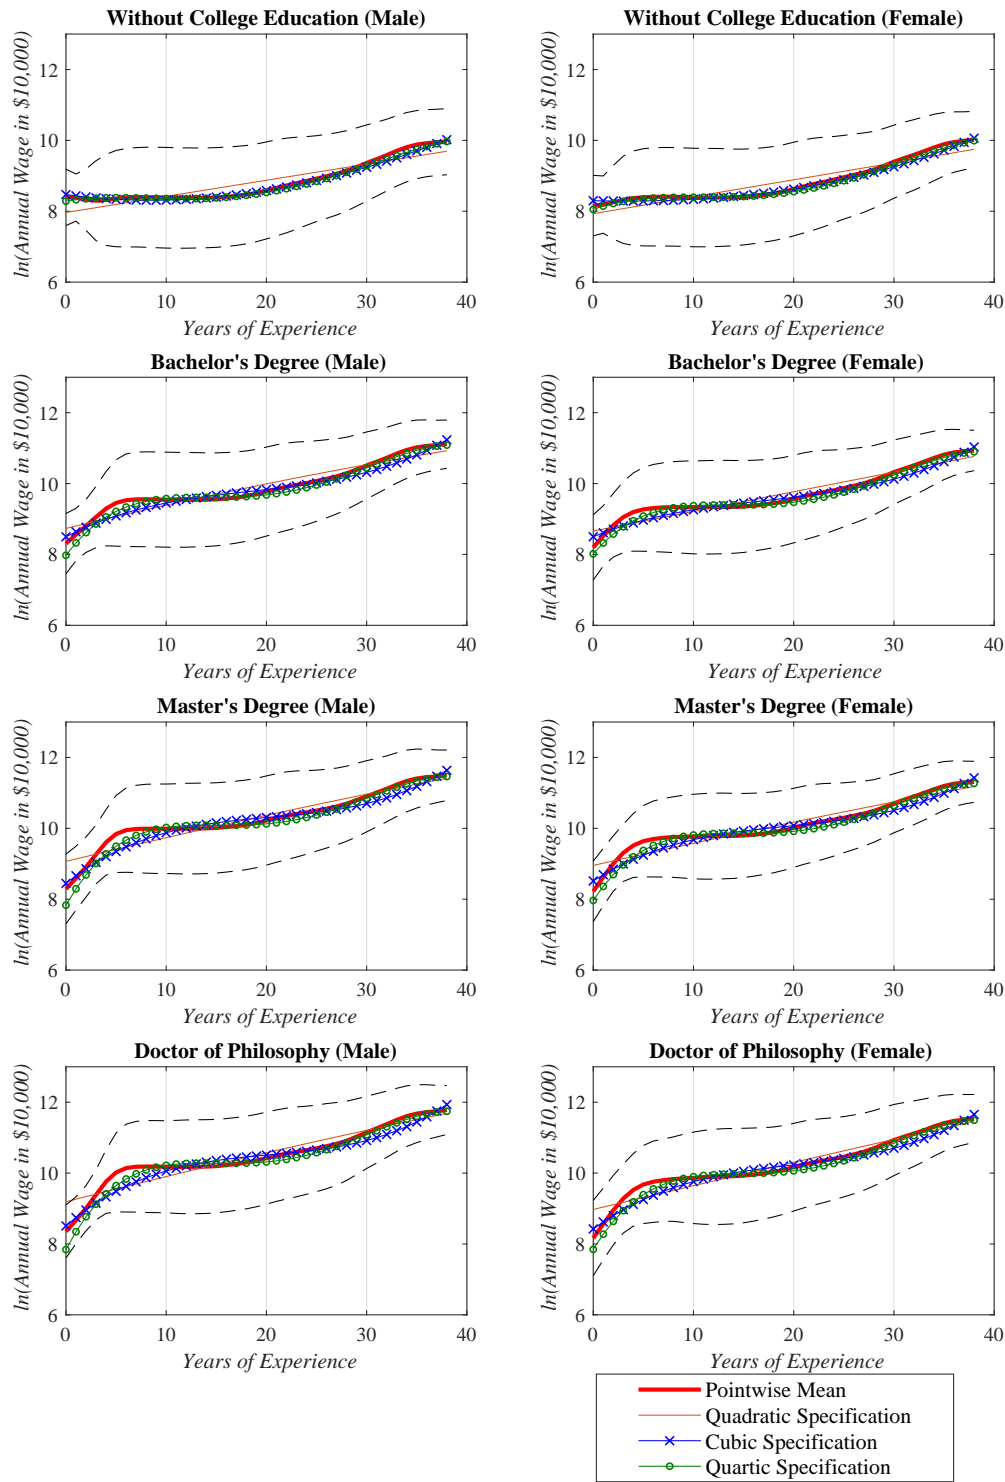 Without College Education (Male)
ln(Annual Wage in $10,000)
12
10
8
6
0 10 20 30 40
Years of Experience
Without College Education (Female)
ln(Annual Wage in $10,000)
12
10
8
6
0 10 20 30 40
Years of Experience
Bachelor's Degree (Male)
ln(Annual Wage in $10,000)
12
10
8
6
0 10 20 30 40
Years of Experience
Bachelor's Degree (Female)
ln(Annual Wage in $10,000)
12
10
8
6
0 10 20 30 40
Years of Experience
Master's Degree (Male)
ln(Annual Wage in $10,000)
12
10
8
6
0 10 20 30 40
Years of Experience
Master's Degree (Female)
ln(Annual Wage in $10,000)
12
10
8
6
0 10 20 30 40
Years of Experience
Doctor of Philosophy (Male)
ln(Annual Wage in $10,000)
12
10
8
6
0 10 20 30 40
Years of Experience
Doctor of Philosophy (Female)
ln(Annual Wage in $10,000)
12
10
8
6
0 10 20 30 40
Years of Experience
Pointwise Mean
Quadratic Specification
Cubic Specification
Quartic Specification